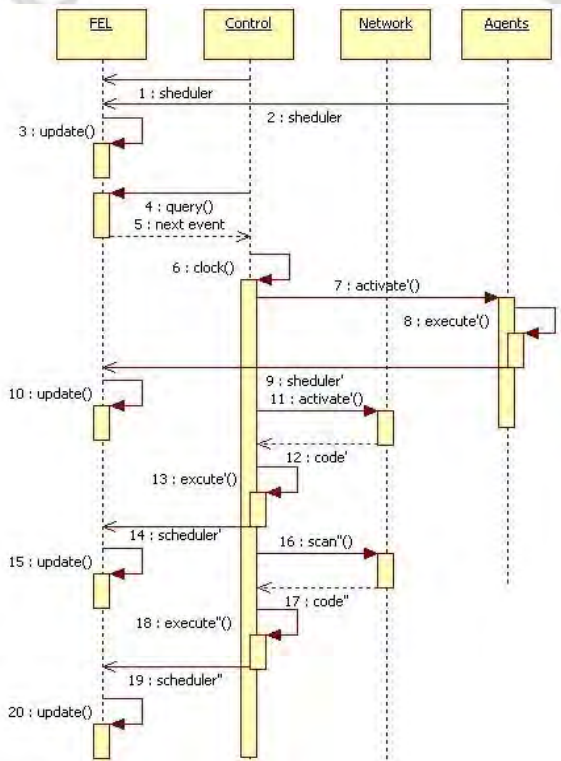 FEL
Control
Network
Agents
1 : sheduler
2 : sheduler
3 : update()
4 : query()
5 : next event
6 : clock()
7 : activate'()
8 : execute'()
9 : sheduler'
10 : update()
11 : activate'()
12 : code'
13 : excute'()
14 : scheduler'
15 : update()
16 : scan''()
17 : code''
18 : execute''()
19 : scheduler''
20 : update()